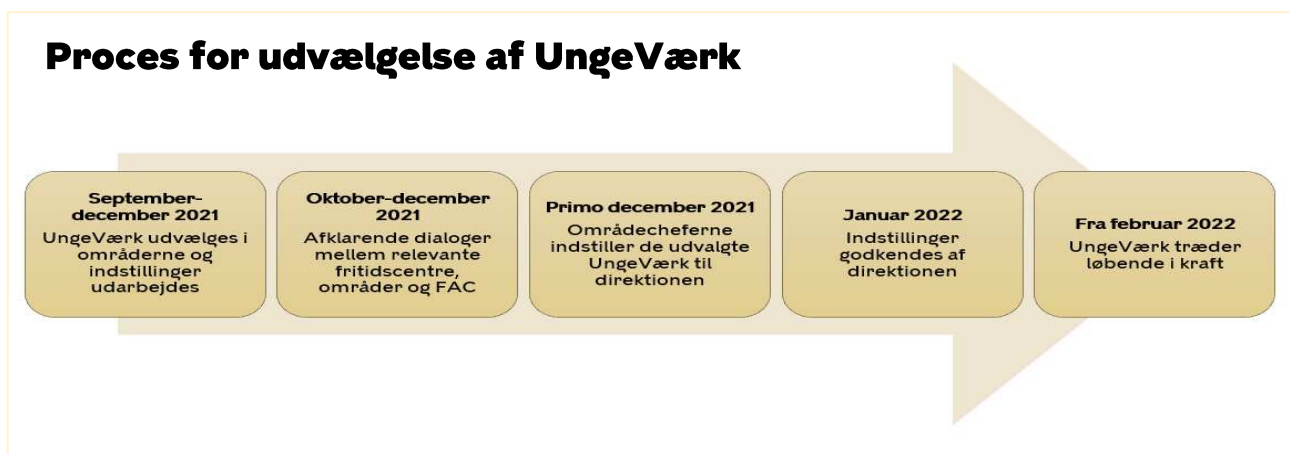 Proces for udvælgelse af UngeVærk
September-
december 2021
UngeVærk udvælges i
områderne og
indstillinger
udarbejdes
Oktober-december
2021
Afklarende dialoger
mellem relevante
fritidscentre,
områder og FAC
Primo december 2021
Områdecheferne
indstiller de udvalgte
UngeVærk til
direktionen
Januar 2022
Indstillinger
godkendes af
direktionen
Fra februar 2022
UngeVærk træder
løbende i kraft